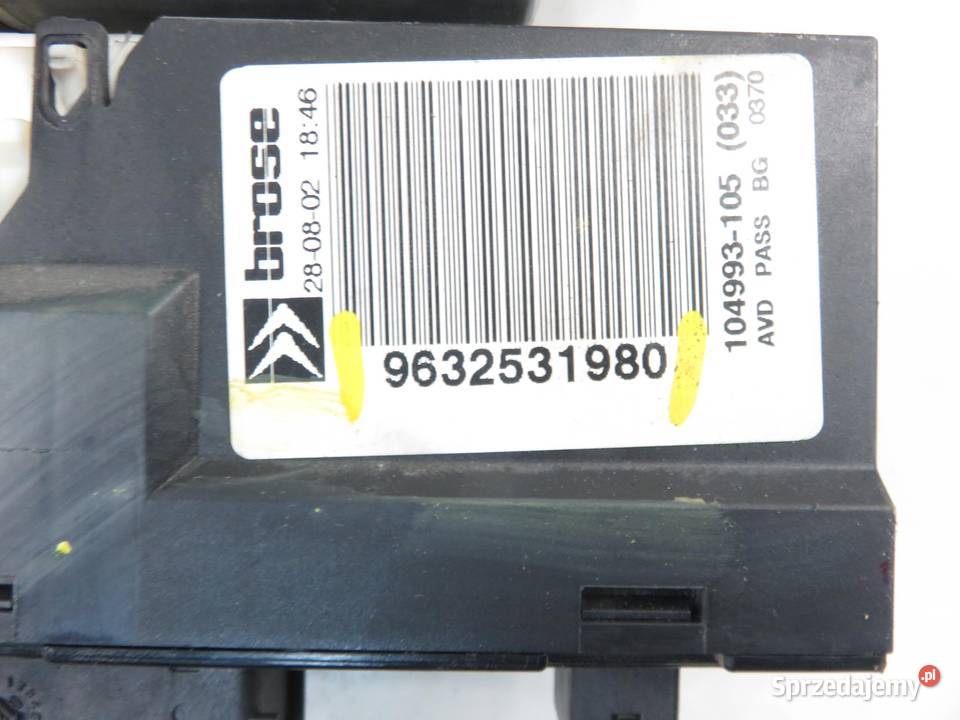 brose
28-08-02 18:46
9632531980
104993-105 (033)
AVD PASS BG 0370
Sprzedajemy.pl